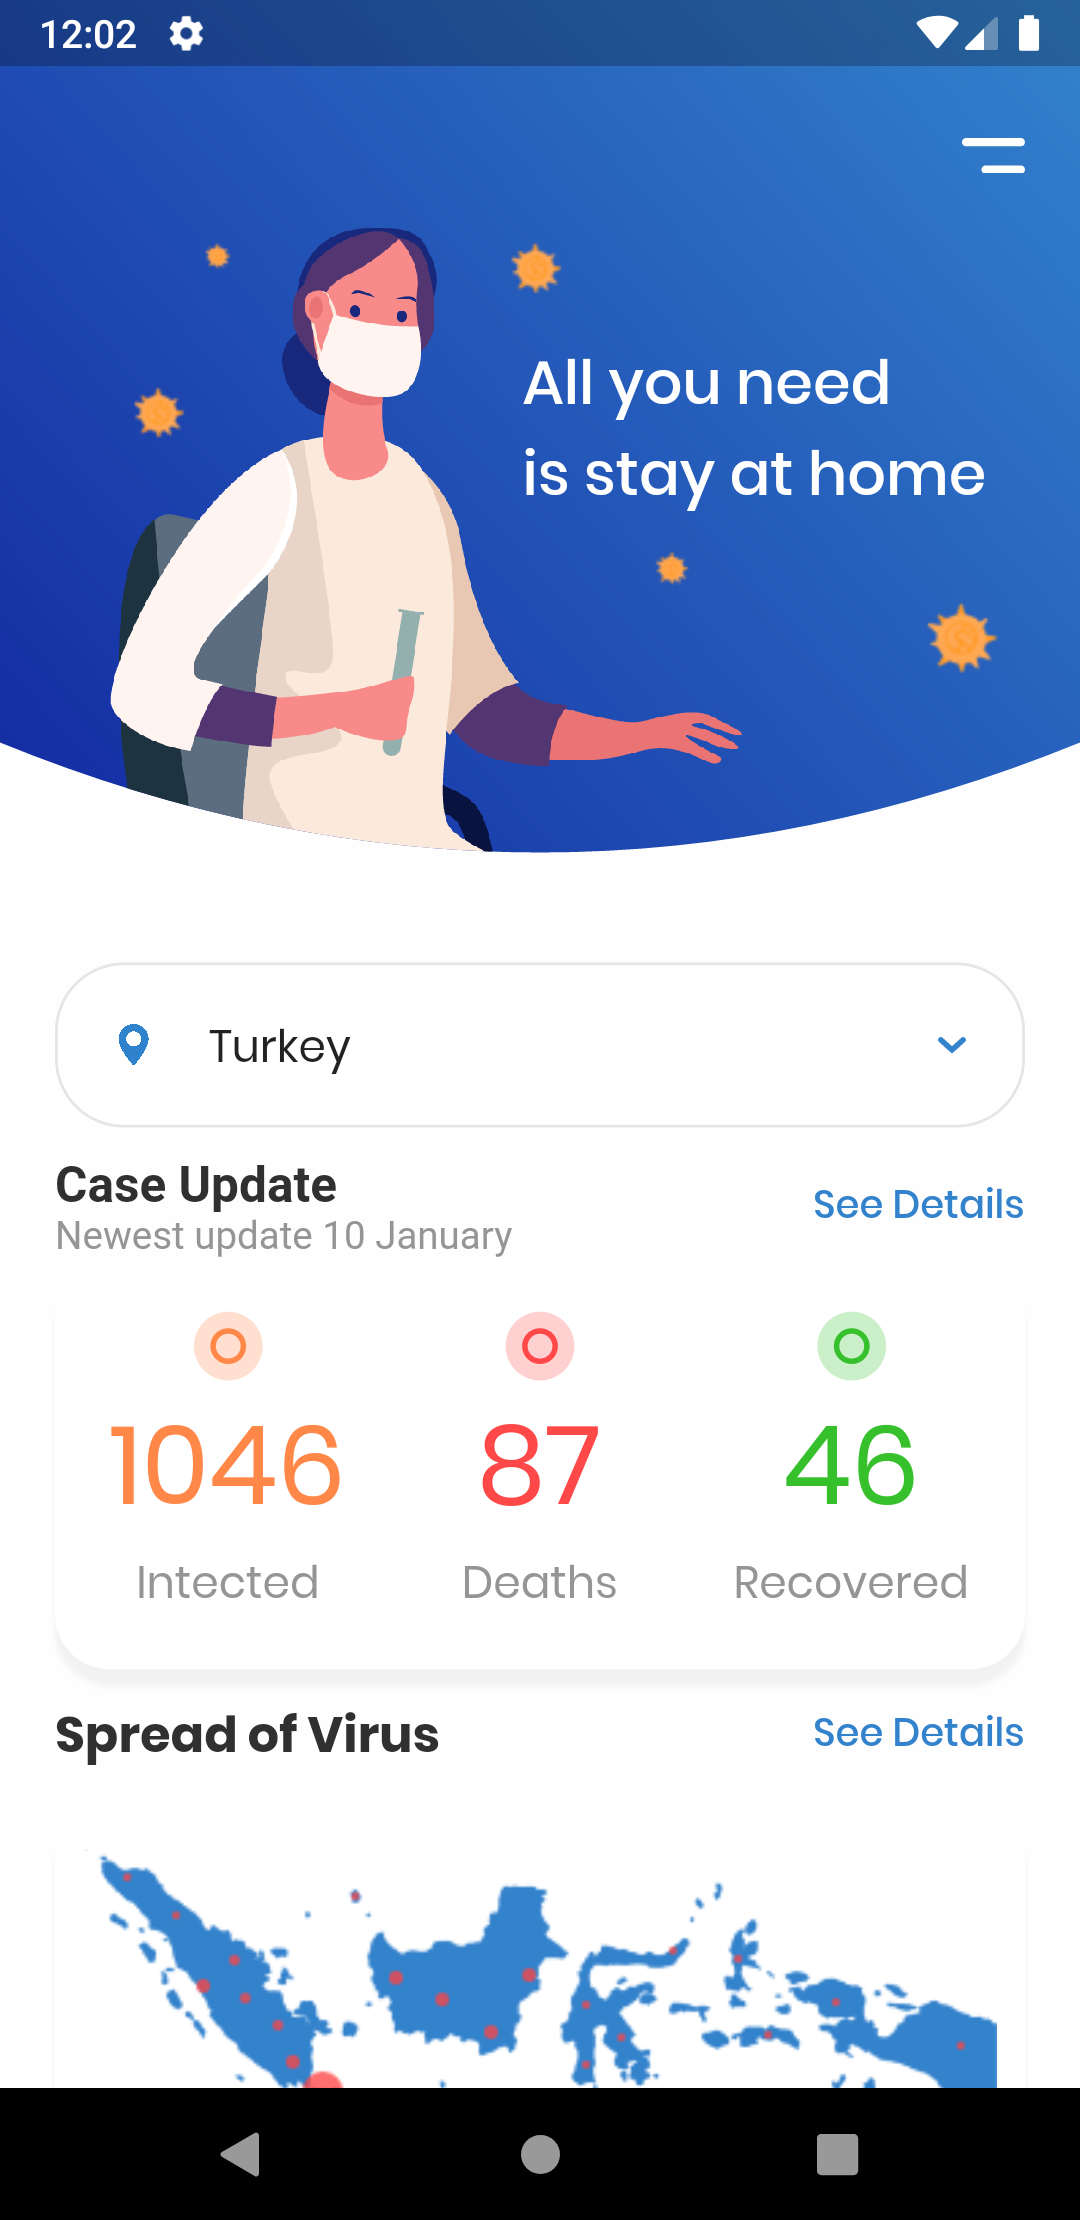 12:02
All you need
is stay at home
Turkey
Case Update
Newest update 10 January
See Details
1046
87
46
Intected
Deaths
Recovered
Spread of Virus
See Details